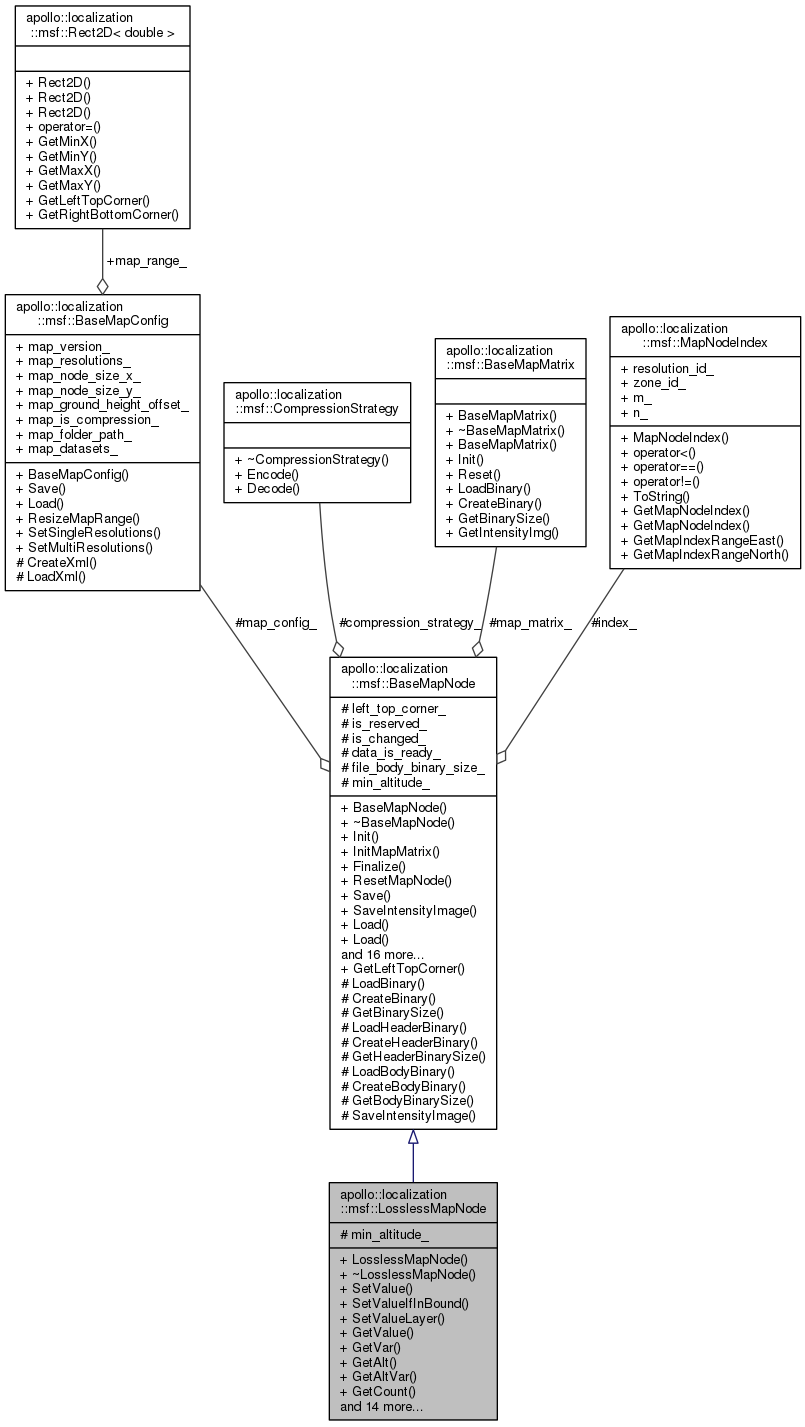 apollo::localization
::msf::Rect2D< double >
+ Rect2D()
+ Rect2D()
+ Rect2D()
+ operator=()
+ GetMinX()
+ GetMinY()
+ GetMaxX()
+ GetMaxY()
+ GetLeftTopCorner()
+ GetRightBottomCorner()
+map_range_
apollo::localization
::msf::BaseMapConfig
+ map_version_
+ map_resolutions_
+ map_node_size_x_
+ map_node_size_y_
+ map_ground_height_offset_
+ map_is_compression_
+ map_folder_path_
+ map_datasets_
+ BaseMapConfig()
+ Save()
+ Load()
+ ResizeMapRange()
+ SetSingleResolutions()
+ SetMultiResolutions()
# CreateXml()
# LoadXml()
apollo::localization
::msf::CompressionStrategy
+ ~CompressionStrategy()
+ Encode()
+ Decode()
apollo::localization
::msf::BaseMapMatrix
+ BaseMapMatrix()
+ ~BaseMapMatrix()
+ BaseMapMatrix()
+ Init()
+ Reset()
+ LoadBinary()
+ CreateBinary()
+ GetBinarySize()
+ GetIntensityImg()
apollo::localization
::msf::MapNodeIndex
+ resolution_id_
+ zone_id_
+ m_
+ n_
+ MapNodeIndex()
+ operator<()
+ operator==()
+ operator!=()
+ ToString()
+ GetMapNodeIndex()
+ GetMapNodeIndex()
+ GetMapIndexRangeEast()
+ GetMapIndexRangeNorth()
#map_config_
#compression_strategy_
#map_matrix_
#index_
apollo::localization
::msf::BaseMapNode
# left_top_corner_
# is_reserved_
# is_changed_
# data_is_ready_
# file_body_binary_size_
# min_altitude_
+ BaseMapNode()
+ ~BaseMapNode()
+ Init()
+ InitMapMatrix()
+ Finalize()
+ ResetMapNode()
+ Save()
+ SaveIntensityImage()
+ Load()
+ Load()
and 16 more...
+ GetLeftTopCorner()
# LoadBinary()
# CreateBinary()
# GetBinarySize()
# LoadHeaderBinary()
# CreateHeaderBinary()
# GetHeaderBinarySize()
# LoadBodyBinary()
# CreateBodyBinary()
# GetBodyBinarySize()
# SaveIntensityImage()
apollo::localization
::msf::LosslessMapNode
# min_altitude_
+ LosslessMapNode()
+ ~LosslessMapNode()
+ SetValue()
+ SetValueIfInBound()
+ SetValueLayer()
+ GetValue()
+ GetVar()
+ GetAlt()
+ GetAltVar()
+ GetCount()
and 14 more...